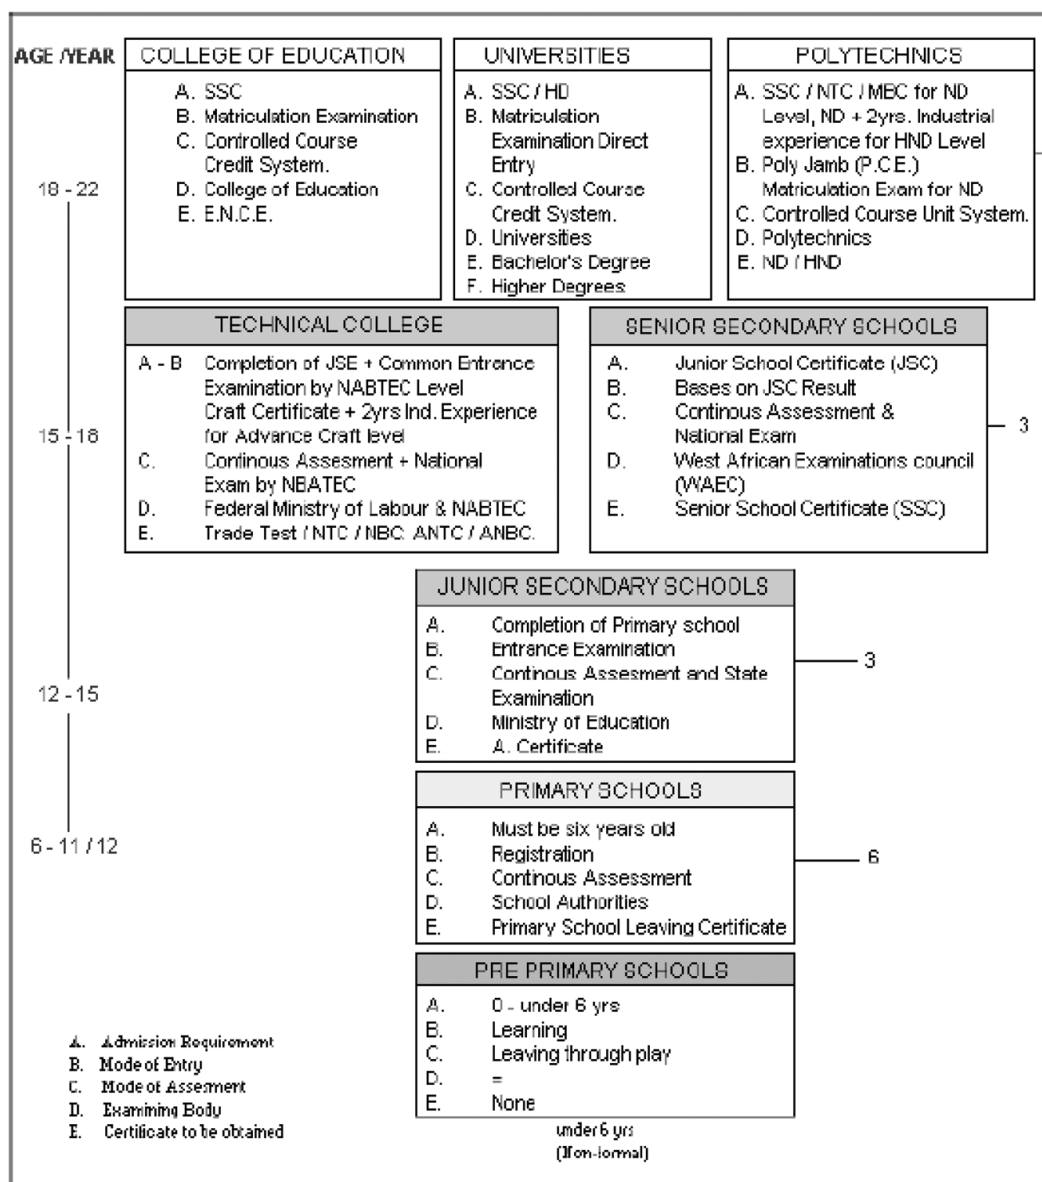 AGE /YEAR
COLLEGE OF EDUCATION
A. SSC
B. Matriculation Examination
C. Controlled Course
Credit System.
D. College of Education
E. E.N.C.E.
UNIVERSITIES
A. SSC / HD
B. Matriculation
Examination Direct
Entry
C. Controlled Course
Credit System.
D. Universities
E. Bachelor's Degree
F. Higher Degrees
POLYTECHNICS
A. SSC / NTC / MBC for ND
Level, ND + 2yrs. Industrial
experience for HND Level
B. Poly Jamb (P.C.E.)
Matriculation Exam for ND
C. Controlled Course Unit System.
D. Polytechnics
E. ND / HND
18 - 22
TECHNICAL COLLEGE
A - B Completion of JSE + Common Entrance
Examination by NABTEC Level
Craft Certificate + 2yrs Ind. Experience
for Advance Craft level
C. Continous Assesment + National
Exam by NBATEC
D. Federal Ministry of Labour & NABTEC
E. Trade Test / NTC / NBC. ANTC / ANBC.
SENIOR SECONDARY SCHOOLS
A. Junior School Certificate (JSC)
B. Bases on JSC Result
C. Continous Assessment &
National Exam
D. West African Examinations council
(WAEC)
E. Senior School Certificate (SSC)
15 - 18
3
JUNIOR SECONDARY SCHOOLS
A. Completion of Primary school
B. Entrance Examination
C. Continous Assesment and State
Examination
D. Ministry of Education
E. A. Certificate
12 - 15
3
PRIMARY SCHOOLS
A. Must be six years old
B. Registration
C. Continous Assessment
D. School Authorities
E. Primary School Leaving Certificate
6 - 11 / 12
6
PRE PRIMARY SCHOOLS
A. 0 - under 6 yrs
B. Learning
C. Leaving through play
D. =
E. None
under 6 yrs
(Non-formal)
A. Admission Requirement
B. Mode of Entry
C. Mode of Assesment
D. Examining Body
E. Certificate to be obtained